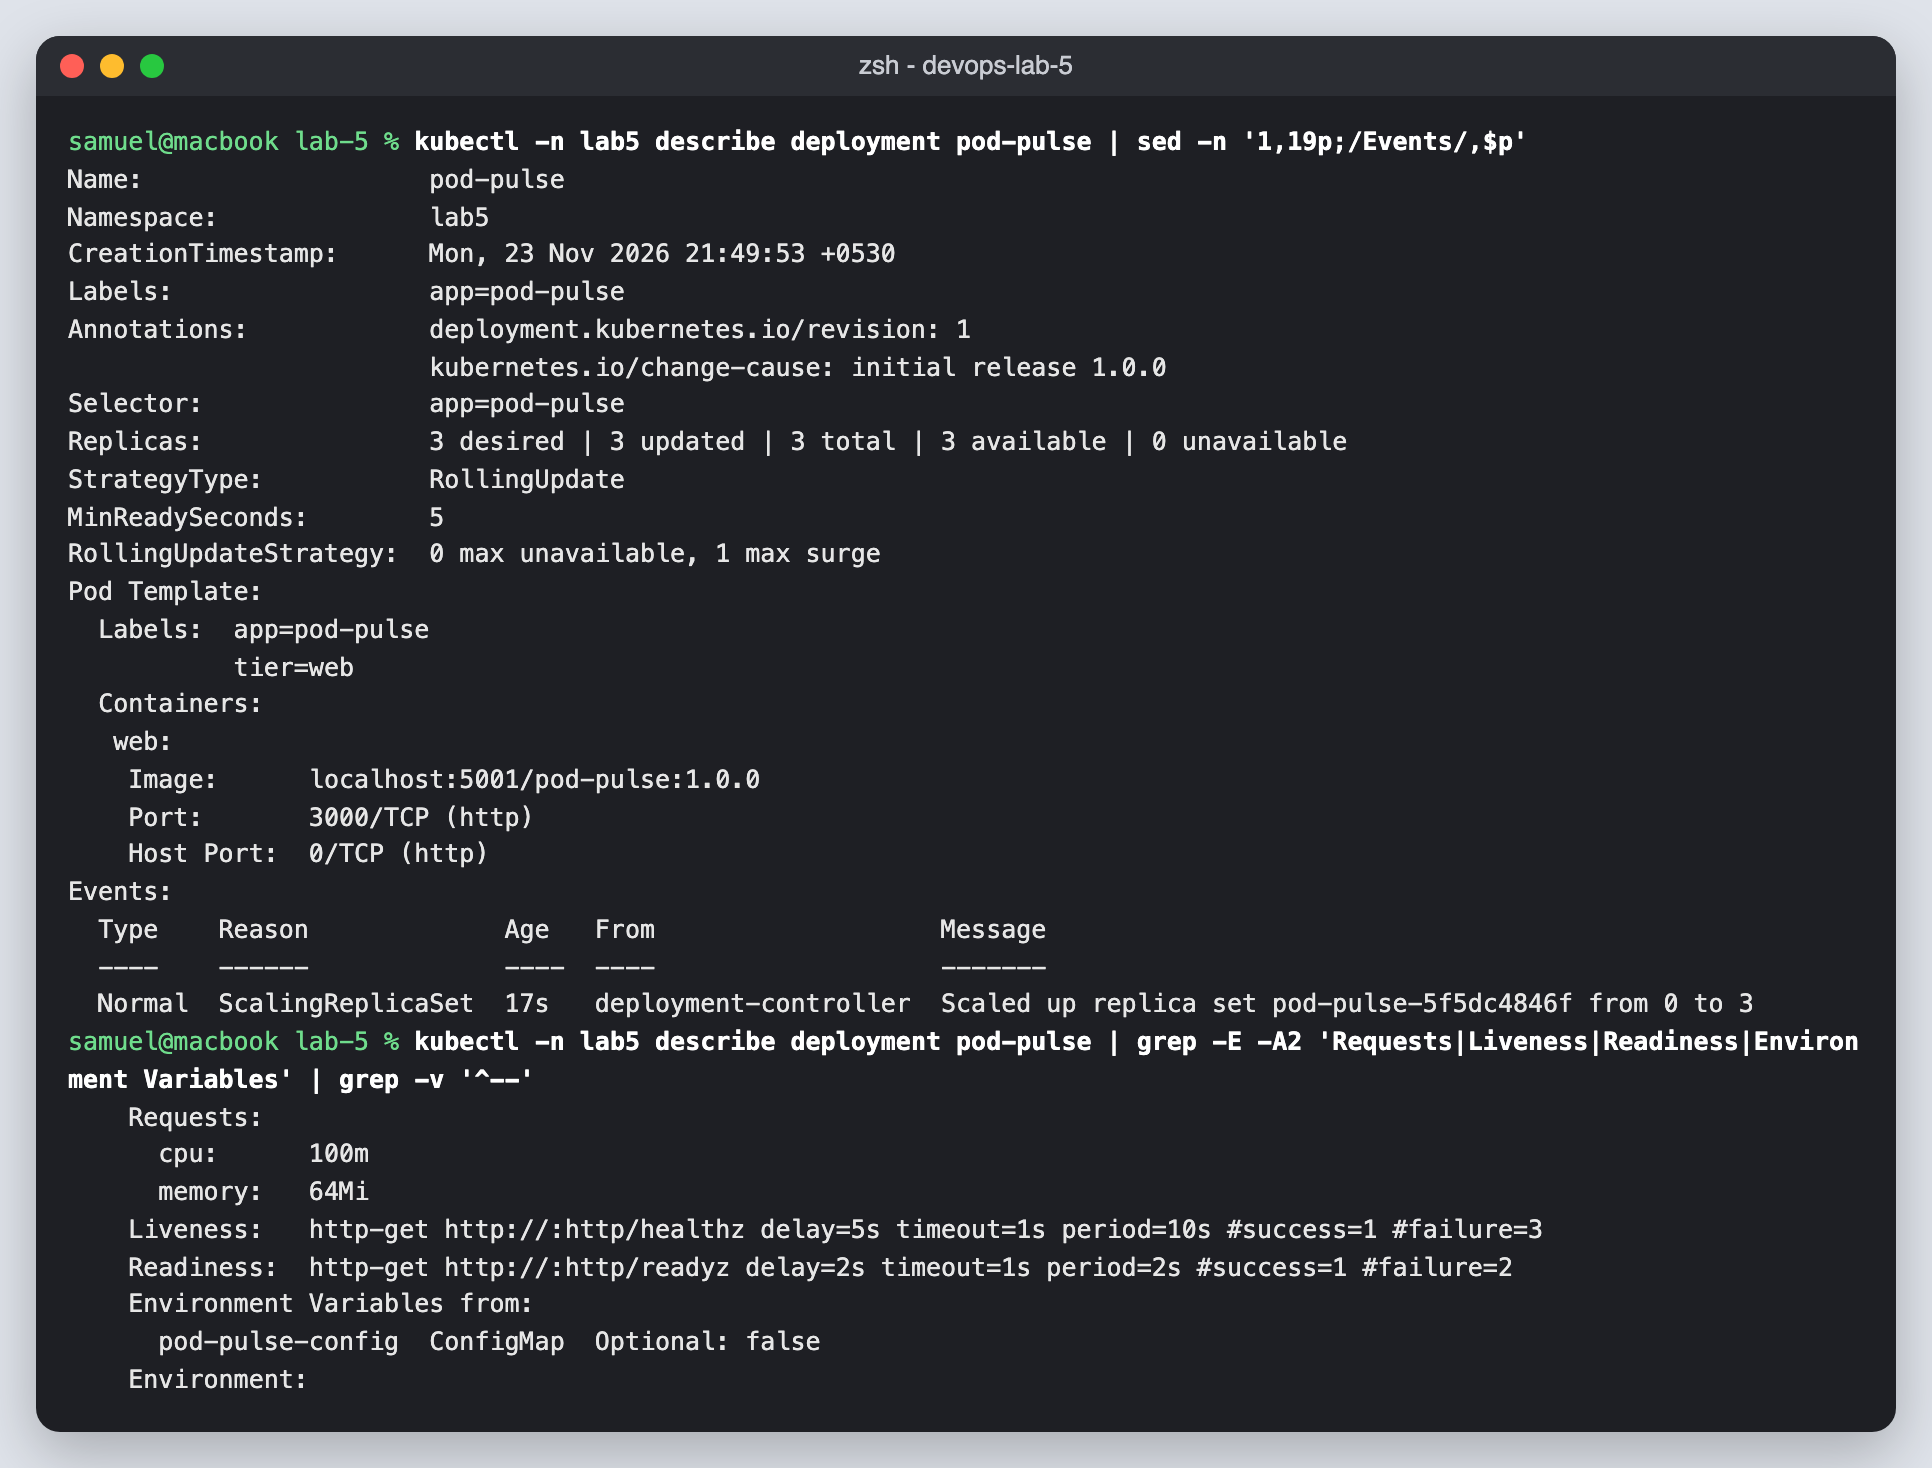 zsh - devops-lab-5
samuel@macbook lab-5 % kubectl -n lab5 describe deployment pod-pulse | sed -n '1,19p;/Events/,$p'
Name:                   pod-pulse
Namespace:              lab5
CreationTimestamp:      Mon, 23 Nov 2026 21:49:53 +0530
Labels:                 app=pod-pulse
Annotations:            deployment.kubernetes.io/revision: 1
                        kubernetes.io/change-cause: initial release 1.0.0
Selector:               app=pod-pulse
Replicas:               3 desired | 3 updated | 3 total | 3 available | 0 unavailable
StrategyType:           RollingUpdate
MinReadySeconds:        5
RollingUpdateStrategy:  0 max unavailable, 1 max surge
Pod Template:
  Labels:  app=pod-pulse
           tier=web
  Containers:
   web:
    Image:      localhost:5001/pod-pulse:1.0.0
    Port:       3000/TCP (http)
    Host Port:  0/TCP (http)
Events:
  Type    Reason             Age   From                   Message
  ----    ------             ----  ----                   -------
  Normal  ScalingReplicaSet  17s   deployment-controller  Scaled up replica set pod-pulse-5f5dc4846f from 0 to 3
samuel@macbook lab-5 % kubectl -n lab5 describe deployment pod-pulse | grep -E -A2 'Requests|Liveness|Readiness|Environ
ment Variables' | grep -v '^--'
    Requests:
      cpu:      100m
      memory:   64Mi
    Liveness:   http-get http://:http/healthz delay=5s timeout=1s period=10s #success=1 #failure=3
    Readiness:  http-get http://:http/readyz delay=2s timeout=1s period=2s #success=1 #failure=2
    Environment Variables from:
      pod-pulse-config  ConfigMap  Optional: false
    Environment: